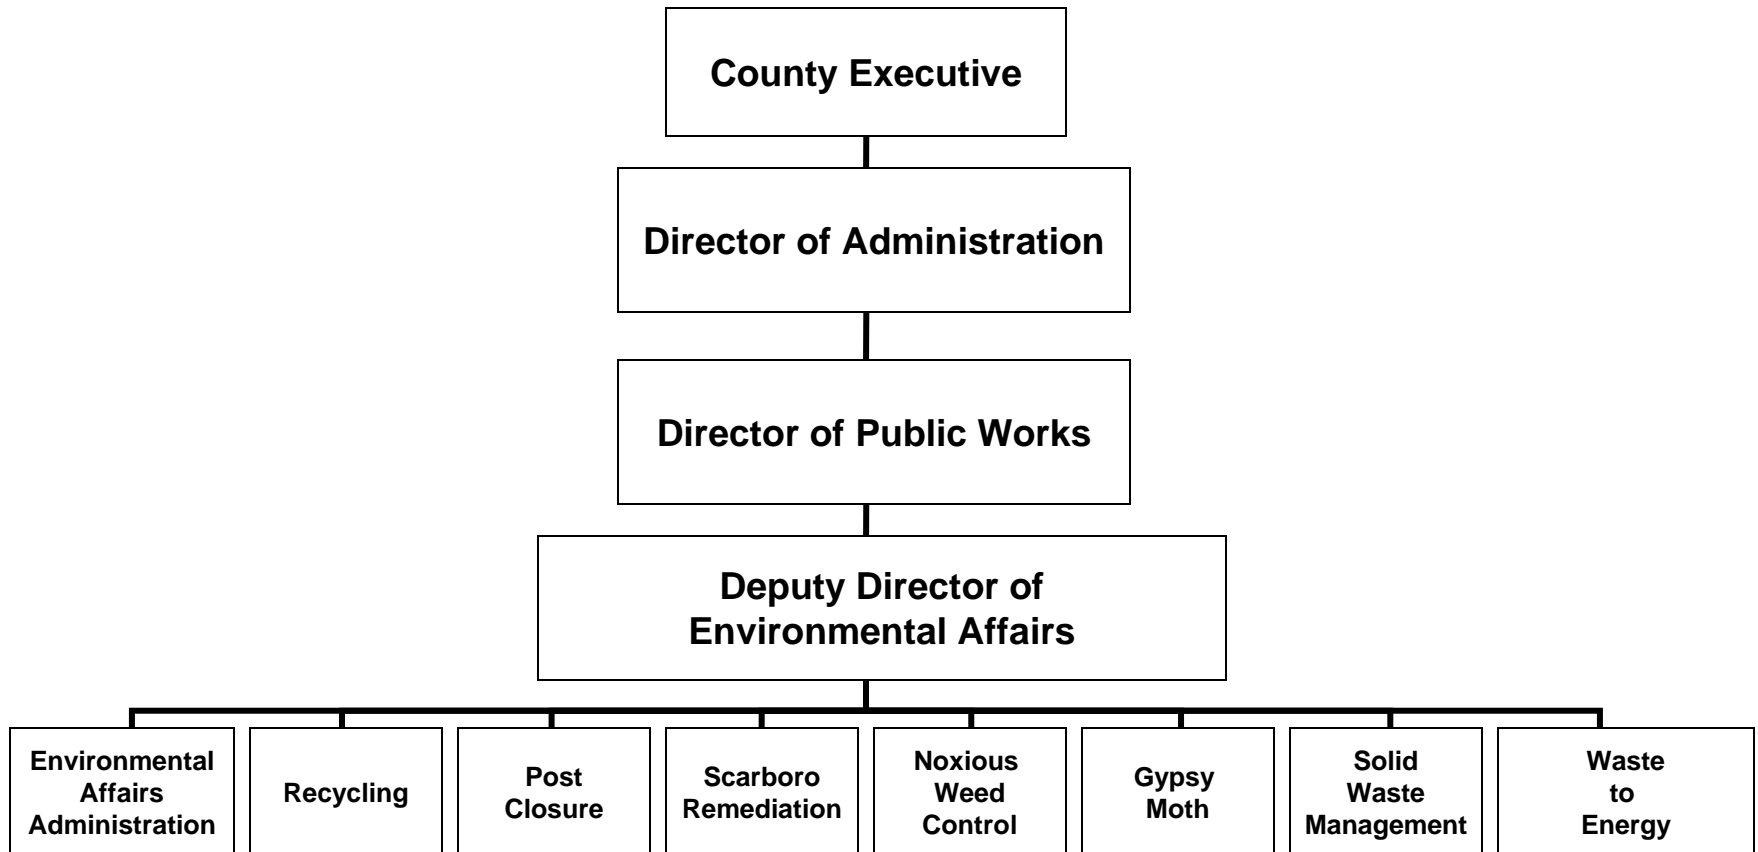 County Executive
Director of Administration
Director of Public Works
Deputy Director of
Environmental Affairs
Environmental
Affairs
Administration
Recycling
Post
Closure
Scarboro
Remediation
Noxious
Weed
Control
Gypsy
Moth
Solid
Waste
Management
Waste
to
Energy